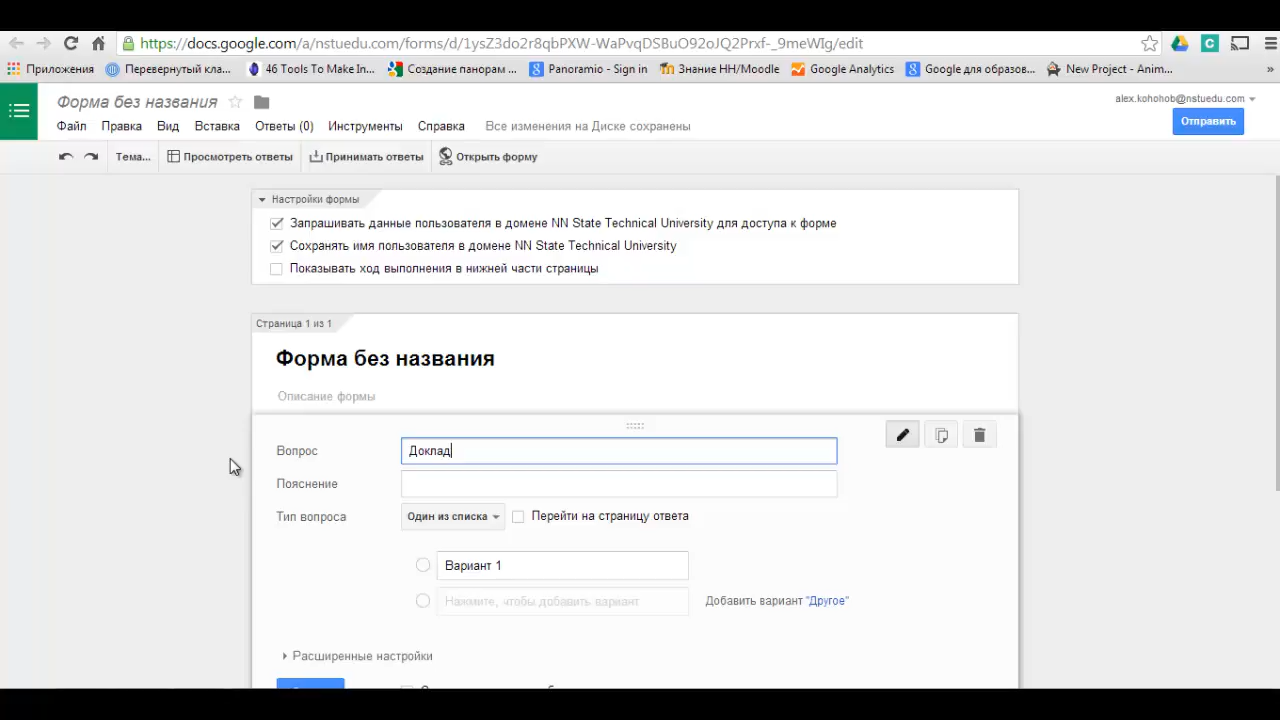 https://docs.google.com/a/nstuedu.com/forms/d/1ysZ3do2r8qbPXW-WaPvqDSBuO92oJQ2Prxf-_9meWIg/edit
Приложения Перевернутый кла... 46 Tools To Make In... Создание панорам ... Panoramio - Sign in Знание-НН/Moodle Google Analytics Google для образов... New Project - Anim... »
Форма без названия
alex.kohohob@nstuedu.com
Файл Правка Вид Вставка Ответы (0) Инструменты Справка Все изменения на Диске сохранены
Отправить
Тема... Просмотреть ответы Принимать ответы Открыть форму
Настройки формы
Запрашивать данные пользователя в домене NN State Technical University для доступа к форме
Сохранять имя пользователя в домене NN State Technical University
Показывать ход выполнения в нижней части страницы
Страница 1 из 1
Форма без названия
Описание формы
Вопрос Доклад
Пояснение
Тип вопроса Один из списка Перейти на страницу ответа
Вариант 1
Нажмите, чтобы добавить вариант Добавить вариант "Другое"
Расширенные настройки